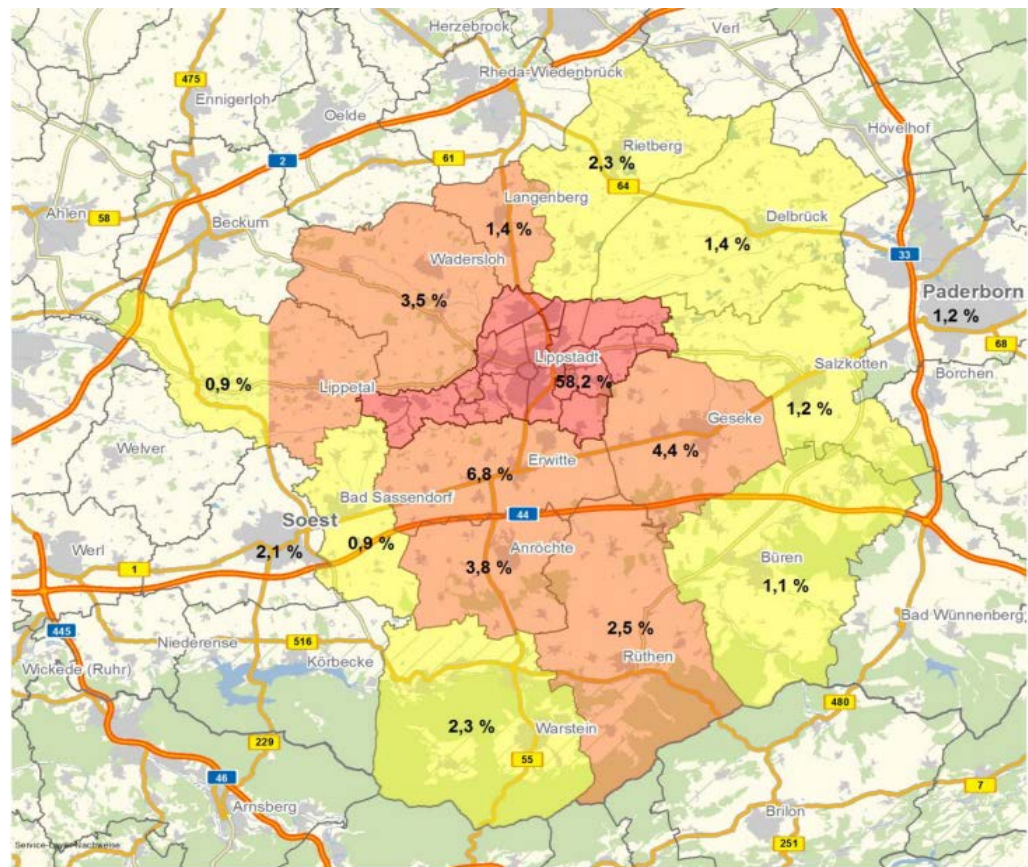 Herzebrock
Verl
475
Ennigerloh
Rheda-Wiedenbrück
Oelde
Hövelhof
2
61
Rietberg
2,3 %
64
Langenberg
Ahlen
58
Beckum
1,4 %
Delbrück
1,4 %
33
Wadersloh
3,5 %
Paderborn
1,2 %
68
Lippstadt
58,2 %
Salzkotten
Borchen
0,9 %
Lippetal
1,2 %
Geseke
4,4 %
Welver
Erwitte
6,8 %
Bad Sassendorf
44
Soest
2,1 %
0,9 %
Anröchte
3,8 %
Werl
1
Büren
1,1 %
445
Niederense
516
Körbecke
2,5 %
Rüthen
Bad Wünnenberg,
Wickede (Ruhr)
480
2,3 %
Warstein
229
55
46
7
Arnsberg
Brilon
251
Service-Layer-Nachweise